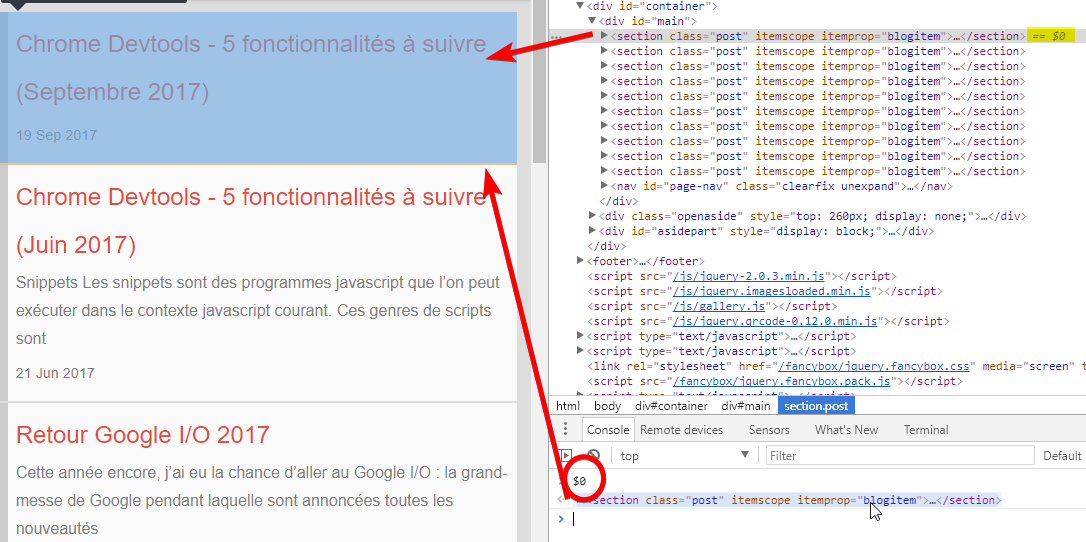 Chrome Devtools - 5 fonctionnalités à suivre
(Septembre 2017)
19 Sep 2017
Chrome Devtools - 5 fonctionnalités à suivre
(Juin 2017)
Snippets Les snippets sont des programmes javascript que l’on peut
exécuter dans le contexte javascript courant. Ces genres de scripts
sont
21 Jun 2017
Retour Google I/O 2017
Cette année encore, j’ai eu la chance d’aller au Google I/O : la grand-
messe de Google pendant laquelle sont annoncées toutes les
nouveautés
▼<div id="container">
▼<div id="main">
…▶<section class="post" itemscope itemprop="blogitem">…</section> == $0
▶<section class="post" itemscope itemprop="blogitem">…</section>
▶<section class="post" itemscope itemprop="blogitem">…</section>
▶<section class="post" itemscope itemprop="blogitem">…</section>
▶<section class="post" itemscope itemprop="blogitem">…</section>
▶<section class="post" itemscope itemprop="blogitem">…</section>
▶<section class="post" itemscope itemprop="blogitem">…</section>
▶<section class="post" itemscope itemprop="blogitem">…</section>
▶<section class="post" itemscope itemprop="blogitem">…</section>
▶<section class="post" itemscope itemprop="blogitem">…</section>
▶<nav id="page-nav" class="clearfix unexpand">…</nav>
</div>
▶<div class="openaside" style="top: 260px; display: none;">…</div>
▶<div id="asidepart" style="display: block;">…</div>
</div>
▶<footer>…</footer>
<script src="/js/jquery-2.0.3.min.js"></script>
<script src="/js/jquery.imagesloaded.min.js"></script>
<script src="/js/gallery.js"></script>
<script src="/js/jquery.qrcode-0.12.0.min.js"></script>
▶<script type="text/javascript">…</script>
▶<script type="text/javascript">…</script>
<link rel="stylesheet" href="/fancybox/jquery.fancybox.css" media="screen" t
<script src="/fancybox/jquery.fancybox.pack.js"></script>
html body div#container div#main section.post
Console Remote devices Sensors What's New Terminal
top ▼ Filter Default
$0
<section class="post" itemscope itemprop="blogitem">…</section>
>